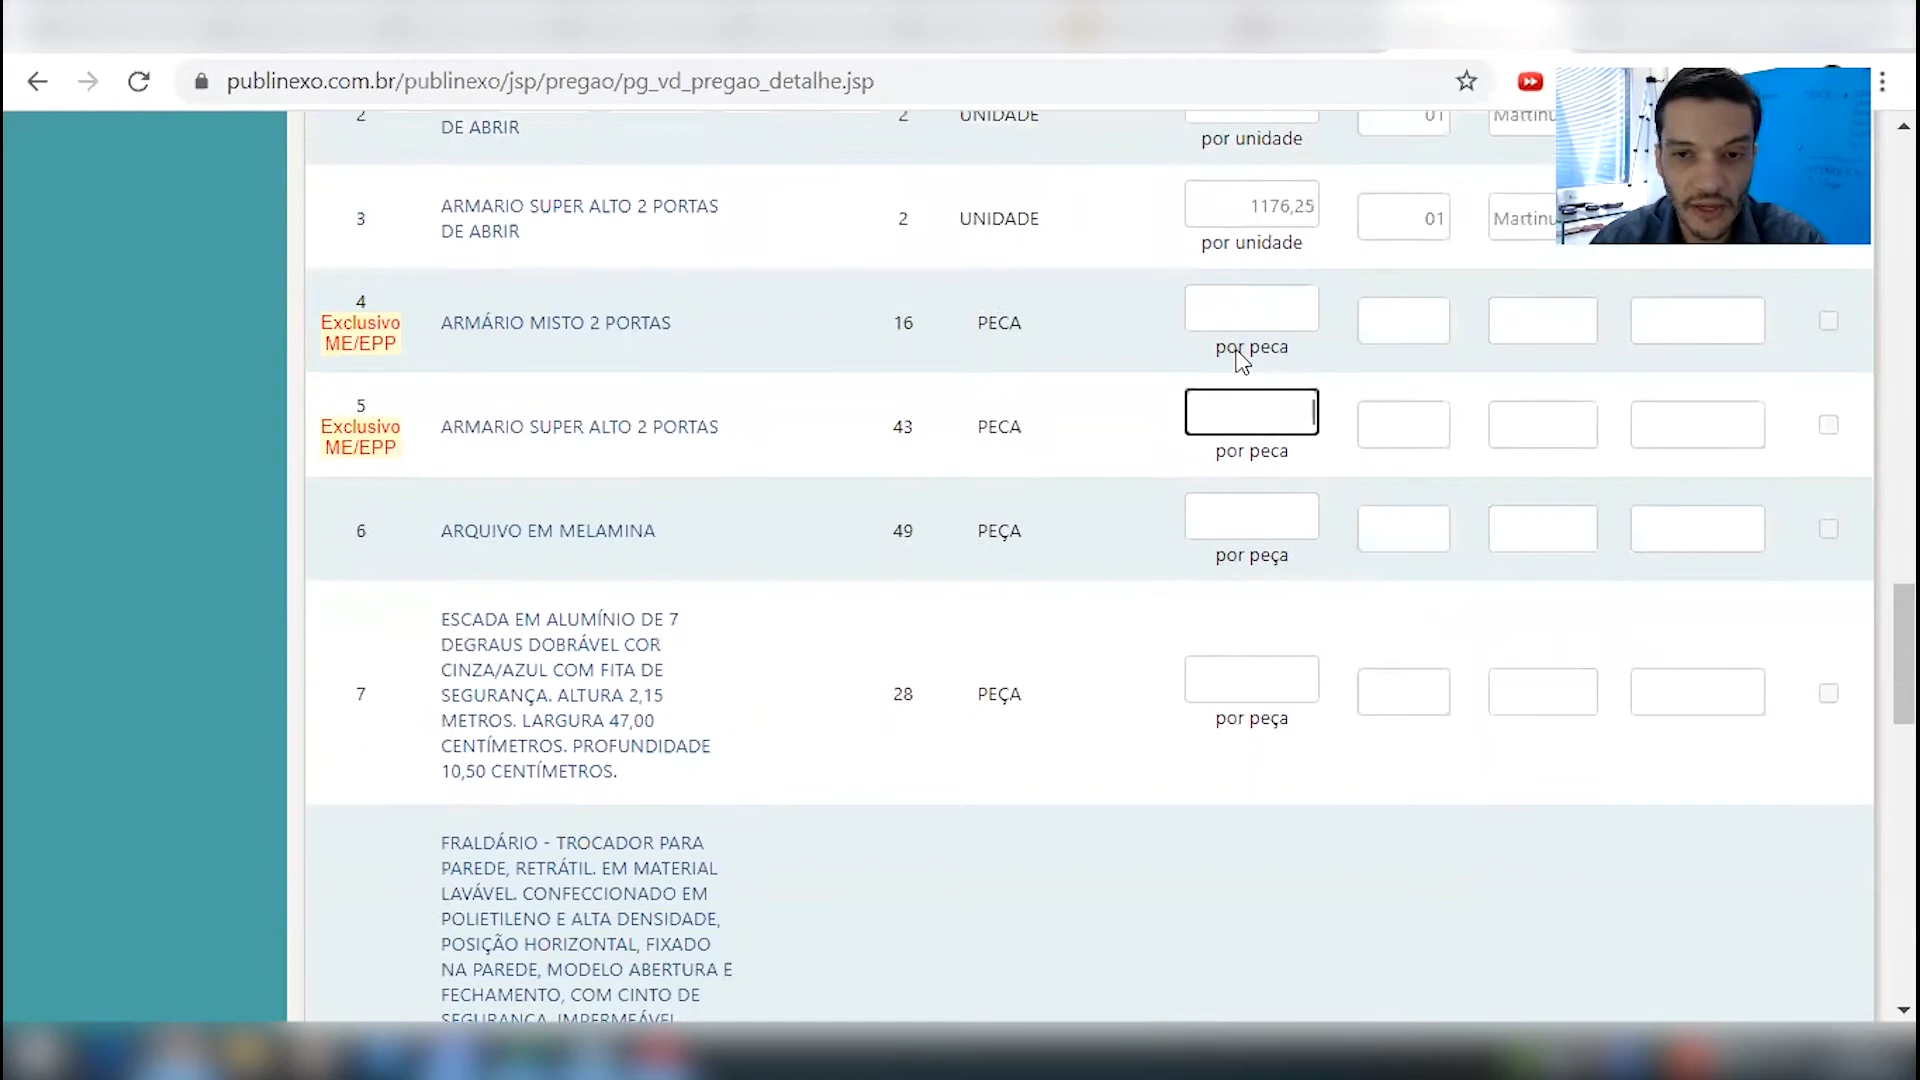 publinexo.com.br/publinexo/jsp/pregao/pg_vd_pregao_detalhe.jsp
2
DE ABRIR
2
UNIDADE
por unidade
01
Martinu
3
ARMARIO SUPER ALTO 2 PORTAS
DE ABRIR
2
UNIDADE
1176,25
por unidade
01
Martinu
4
Exclusivo
ME/EPP
ARMÁRIO MISTO 2 PORTAS
16
PECA
por peca
5
Exclusivo
ME/EPP
ARMARIO SUPER ALTO 2 PORTAS
43
PECA
por peca
6
ARQUIVO EM MELAMINA
49
PEÇA
por peça
7
ESCADA EM ALUMÍNIO DE 7
DEGRAUS DOBRÁVEL COR
CINZA/AZUL COM FITA DE
SEGURANÇA. ALTURA 2,15
METROS. LARGURA 47,00
CENTÍMETROS. PROFUNDIDADE
10,50 CENTÍMETROS.
28
PEÇA
por peça
FRALDÁRIO - TROCADOR PARA
PAREDE, RETRÁTIL. EM MATERIAL
LAVÁVEL. CONFECCIONADO EM
POLIETILENO E ALTA DENSIDADE,
POSIÇÃO HORIZONTAL, FIXADO
NA PAREDE, MODELO ABERTURA E
FECHAMENTO, COM CINTO DE
SEGURANÇA, IMPERMEÁVEL